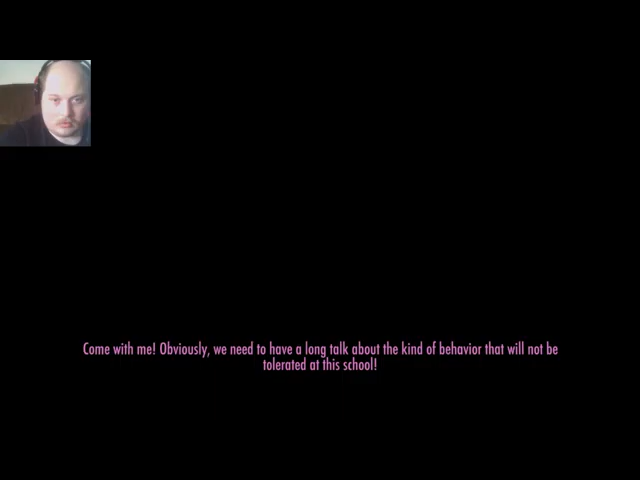 Come with me! Obviously, we need to have a long talk about the kind of behavior that will not be
tolerated at this school!